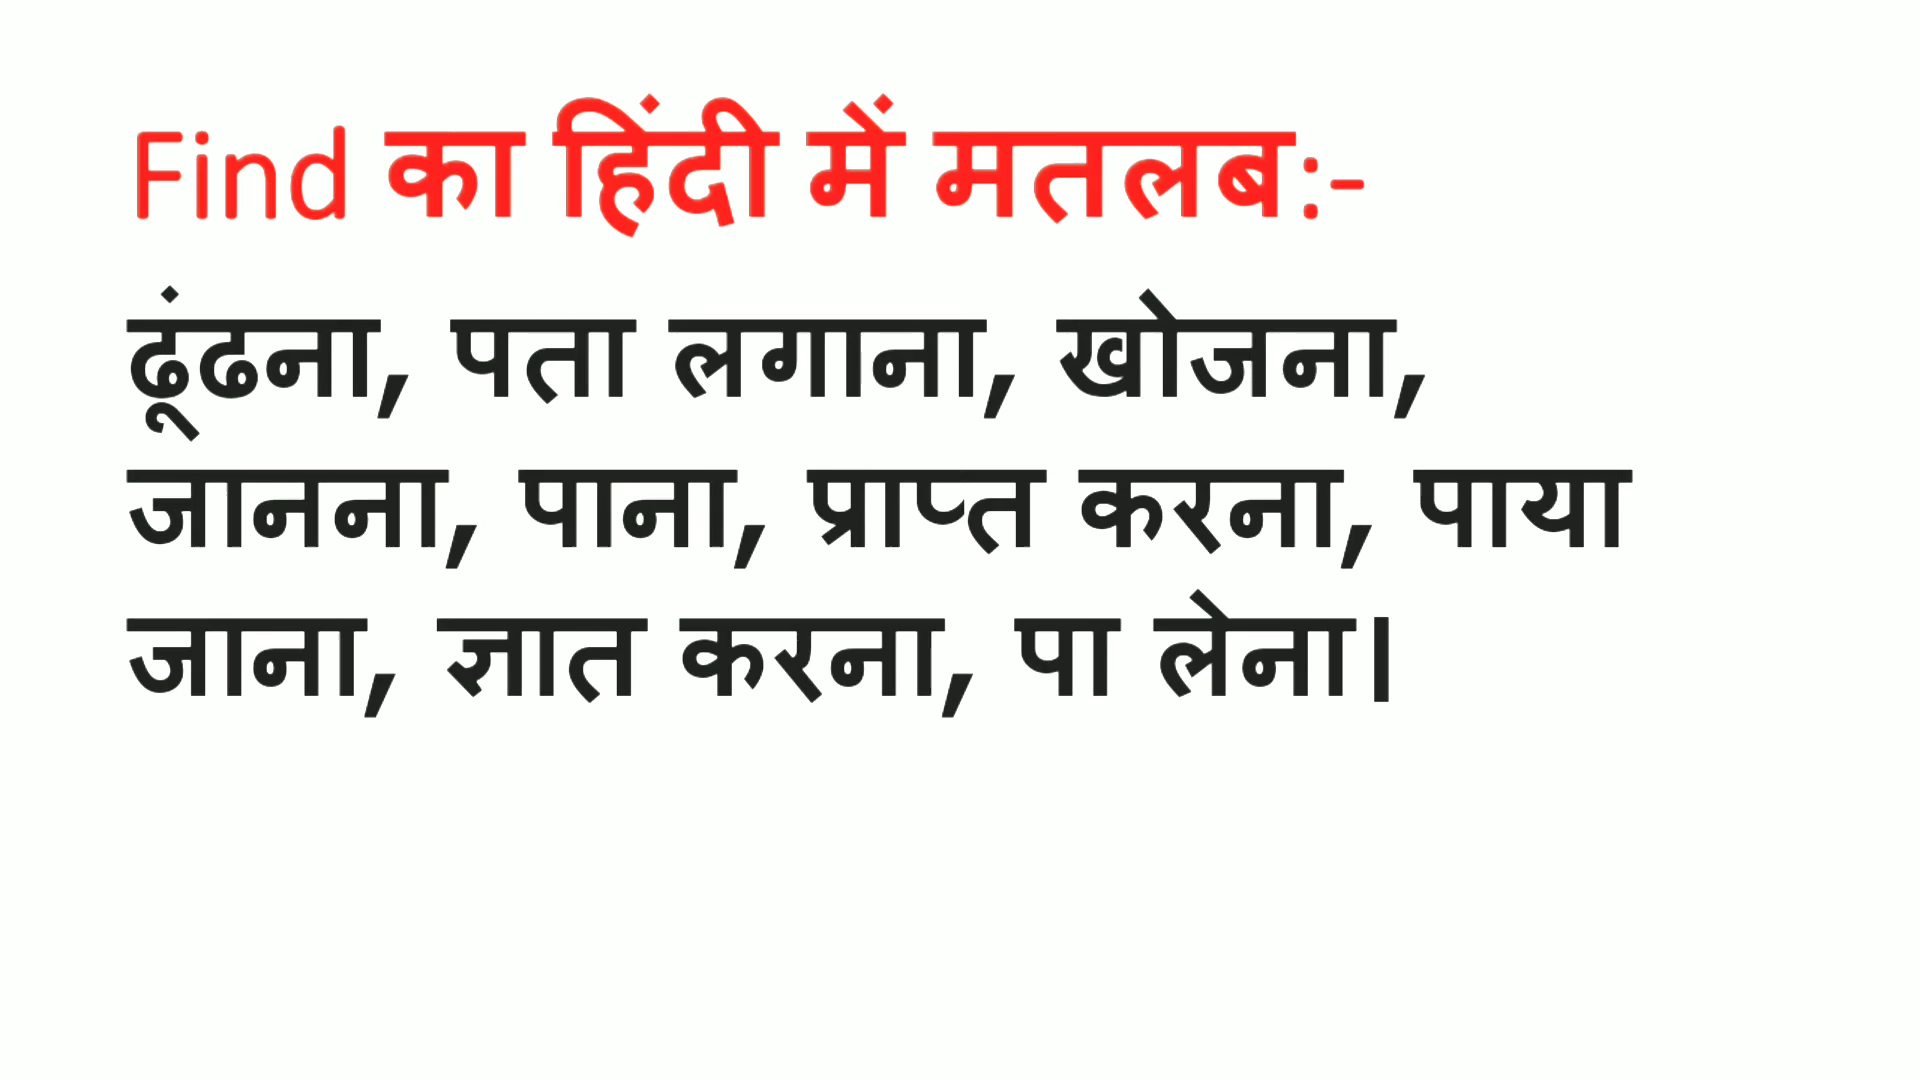 Find का हिंदी में मतलब:-
ढूंढना, पता लगाना, खोजना,
जानना, पाना, प्राप्त करना, पाया
जाना, ज्ञात करना, पा लेना।